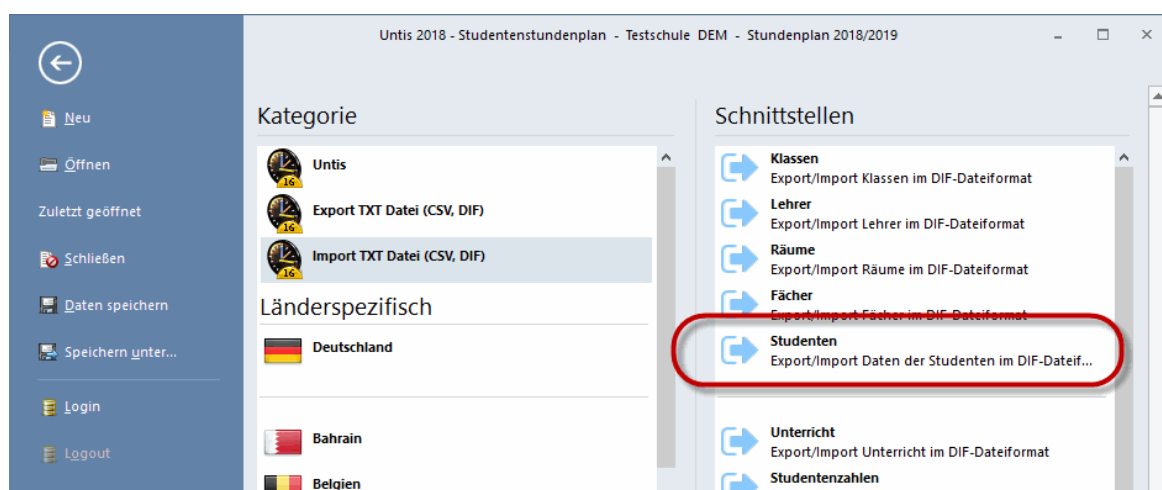 Untis 2018 - Studentenstundenplan - Testschule DEM - Stundenplan 2018/2019
Neu
Öffnen
Zuletzt geöffnet
Schließen
Daten speichern
Speichern unter...
Login
Logout
Kategorie
16
Untis
16
Export TXT Datei (CSV, DIF)
16
Import TXT Datei (CSV, DIF)
Länderspezifisch
Deutschland
Bahrain
Belgien
Schnittstellen
Klassen
Export/Import Klassen im DIF-Dateiformat
Lehrer
Export/Import Lehrer im DIF-Dateiformat
Räume
Export/Import Räume im DIF-Dateiformat
Fächer
Export/Import Fächer im DIF-Dateiformat
Studenten
Export/Import Daten der Studenten im DIF-Dateif...
Unterricht
Export/Import Unterricht im DIF-Dateiformat
Studentenzahlen